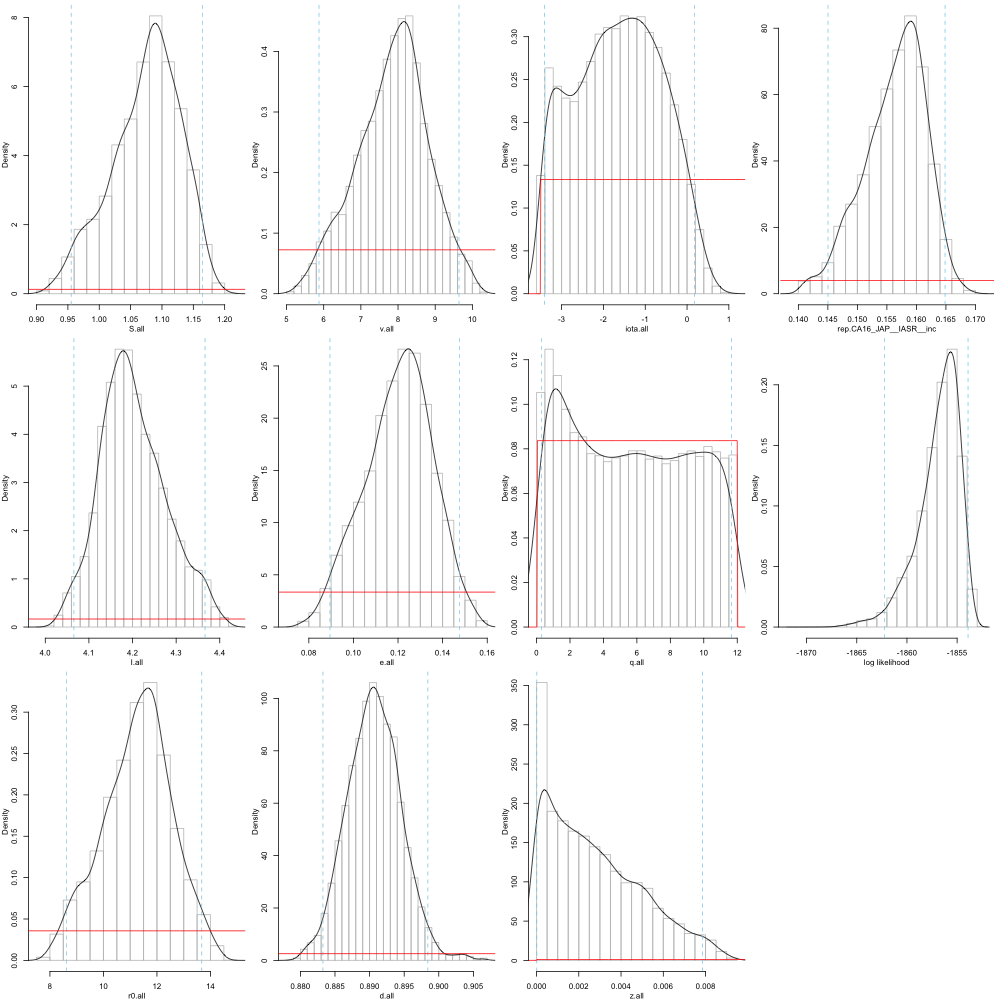 Density
0 2 4 6 8
0.90 0.95 1.00 1.05 1.10 1.15 1.20
S.all
Density
0.0 0.1 0.2 0.3 0.4
5 6 7 8 9 10
v.all
Density
0.00 0.05 0.10 0.15 0.20 0.25 0.30
-3 -2 -1 0 1
iota.all
Density
0 20 40 60 80
0.140 0.145 0.150 0.155 0.160 0.165 0.170
rep.CA16_JAP__IASR__inc
Density
0 1 2 3 4 5
4.0 4.1 4.2 4.3 4.4
l.all
Density
0 5 10 15 20 25
0.08 0.10 0.12 0.14 0.16
e.all
Density
0.00 0.02 0.04 0.06 0.08 0.10 0.12
0 2 4 6 8 10 12
q.all
Density
0.00 0.05 0.10 0.15 0.20
-1870 -1865 -1860 -1855
log likelihood
Density
0.00 0.05 0.10 0.15 0.20 0.25 0.30
8 10 12 14
r0.all
Density
0 20 40 60 80 100
0.880 0.885 0.890 0.895 0.900 0.905
d.all
Density
0 50 100 150 200 250 300 350
0.000 0.002 0.004 0.006 0.008
z.all